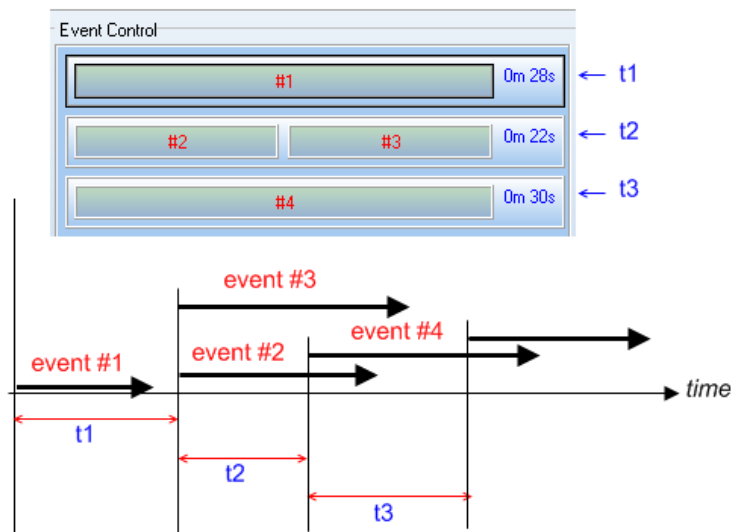 Event Control
#1 0m 28s ← t1
#2 #3 0m 22s ← t2
#4 0m 30s ← t3
event #3
event #1
event #2
event #4
time
t1
t2
t3